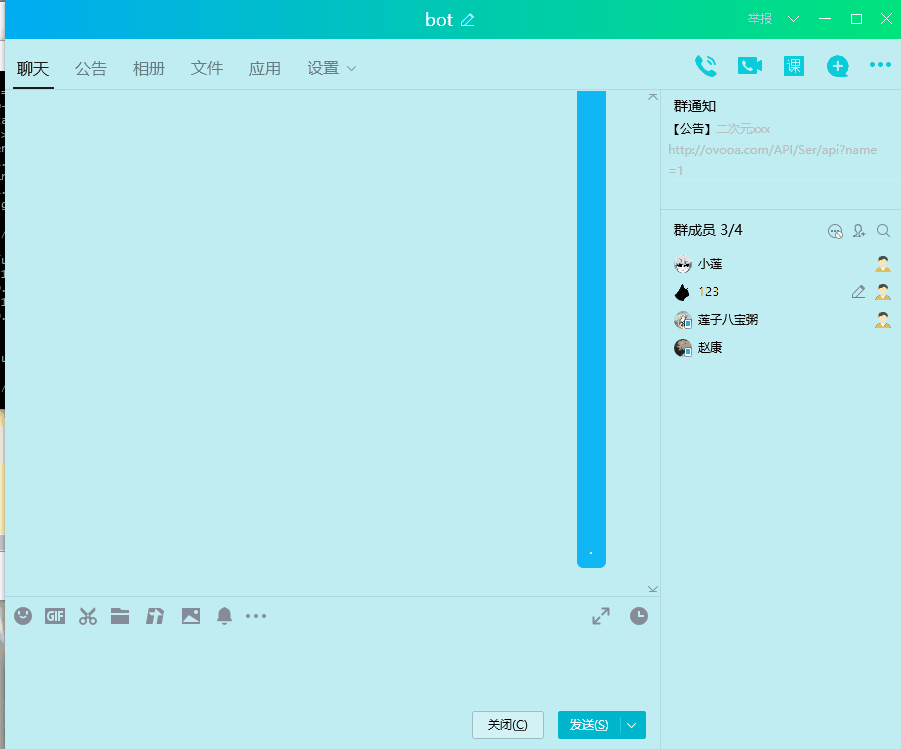 bot
举报
聊天 公告 相册 文件 应用 设置
课
群通知
【公告】二次元xxx
http://ovooa.com/API/Ser/api?name
=1
群成员 3/4
小莲
123
莲子八宝粥
赵康
.
GIF
关闭(C) 发送(S)